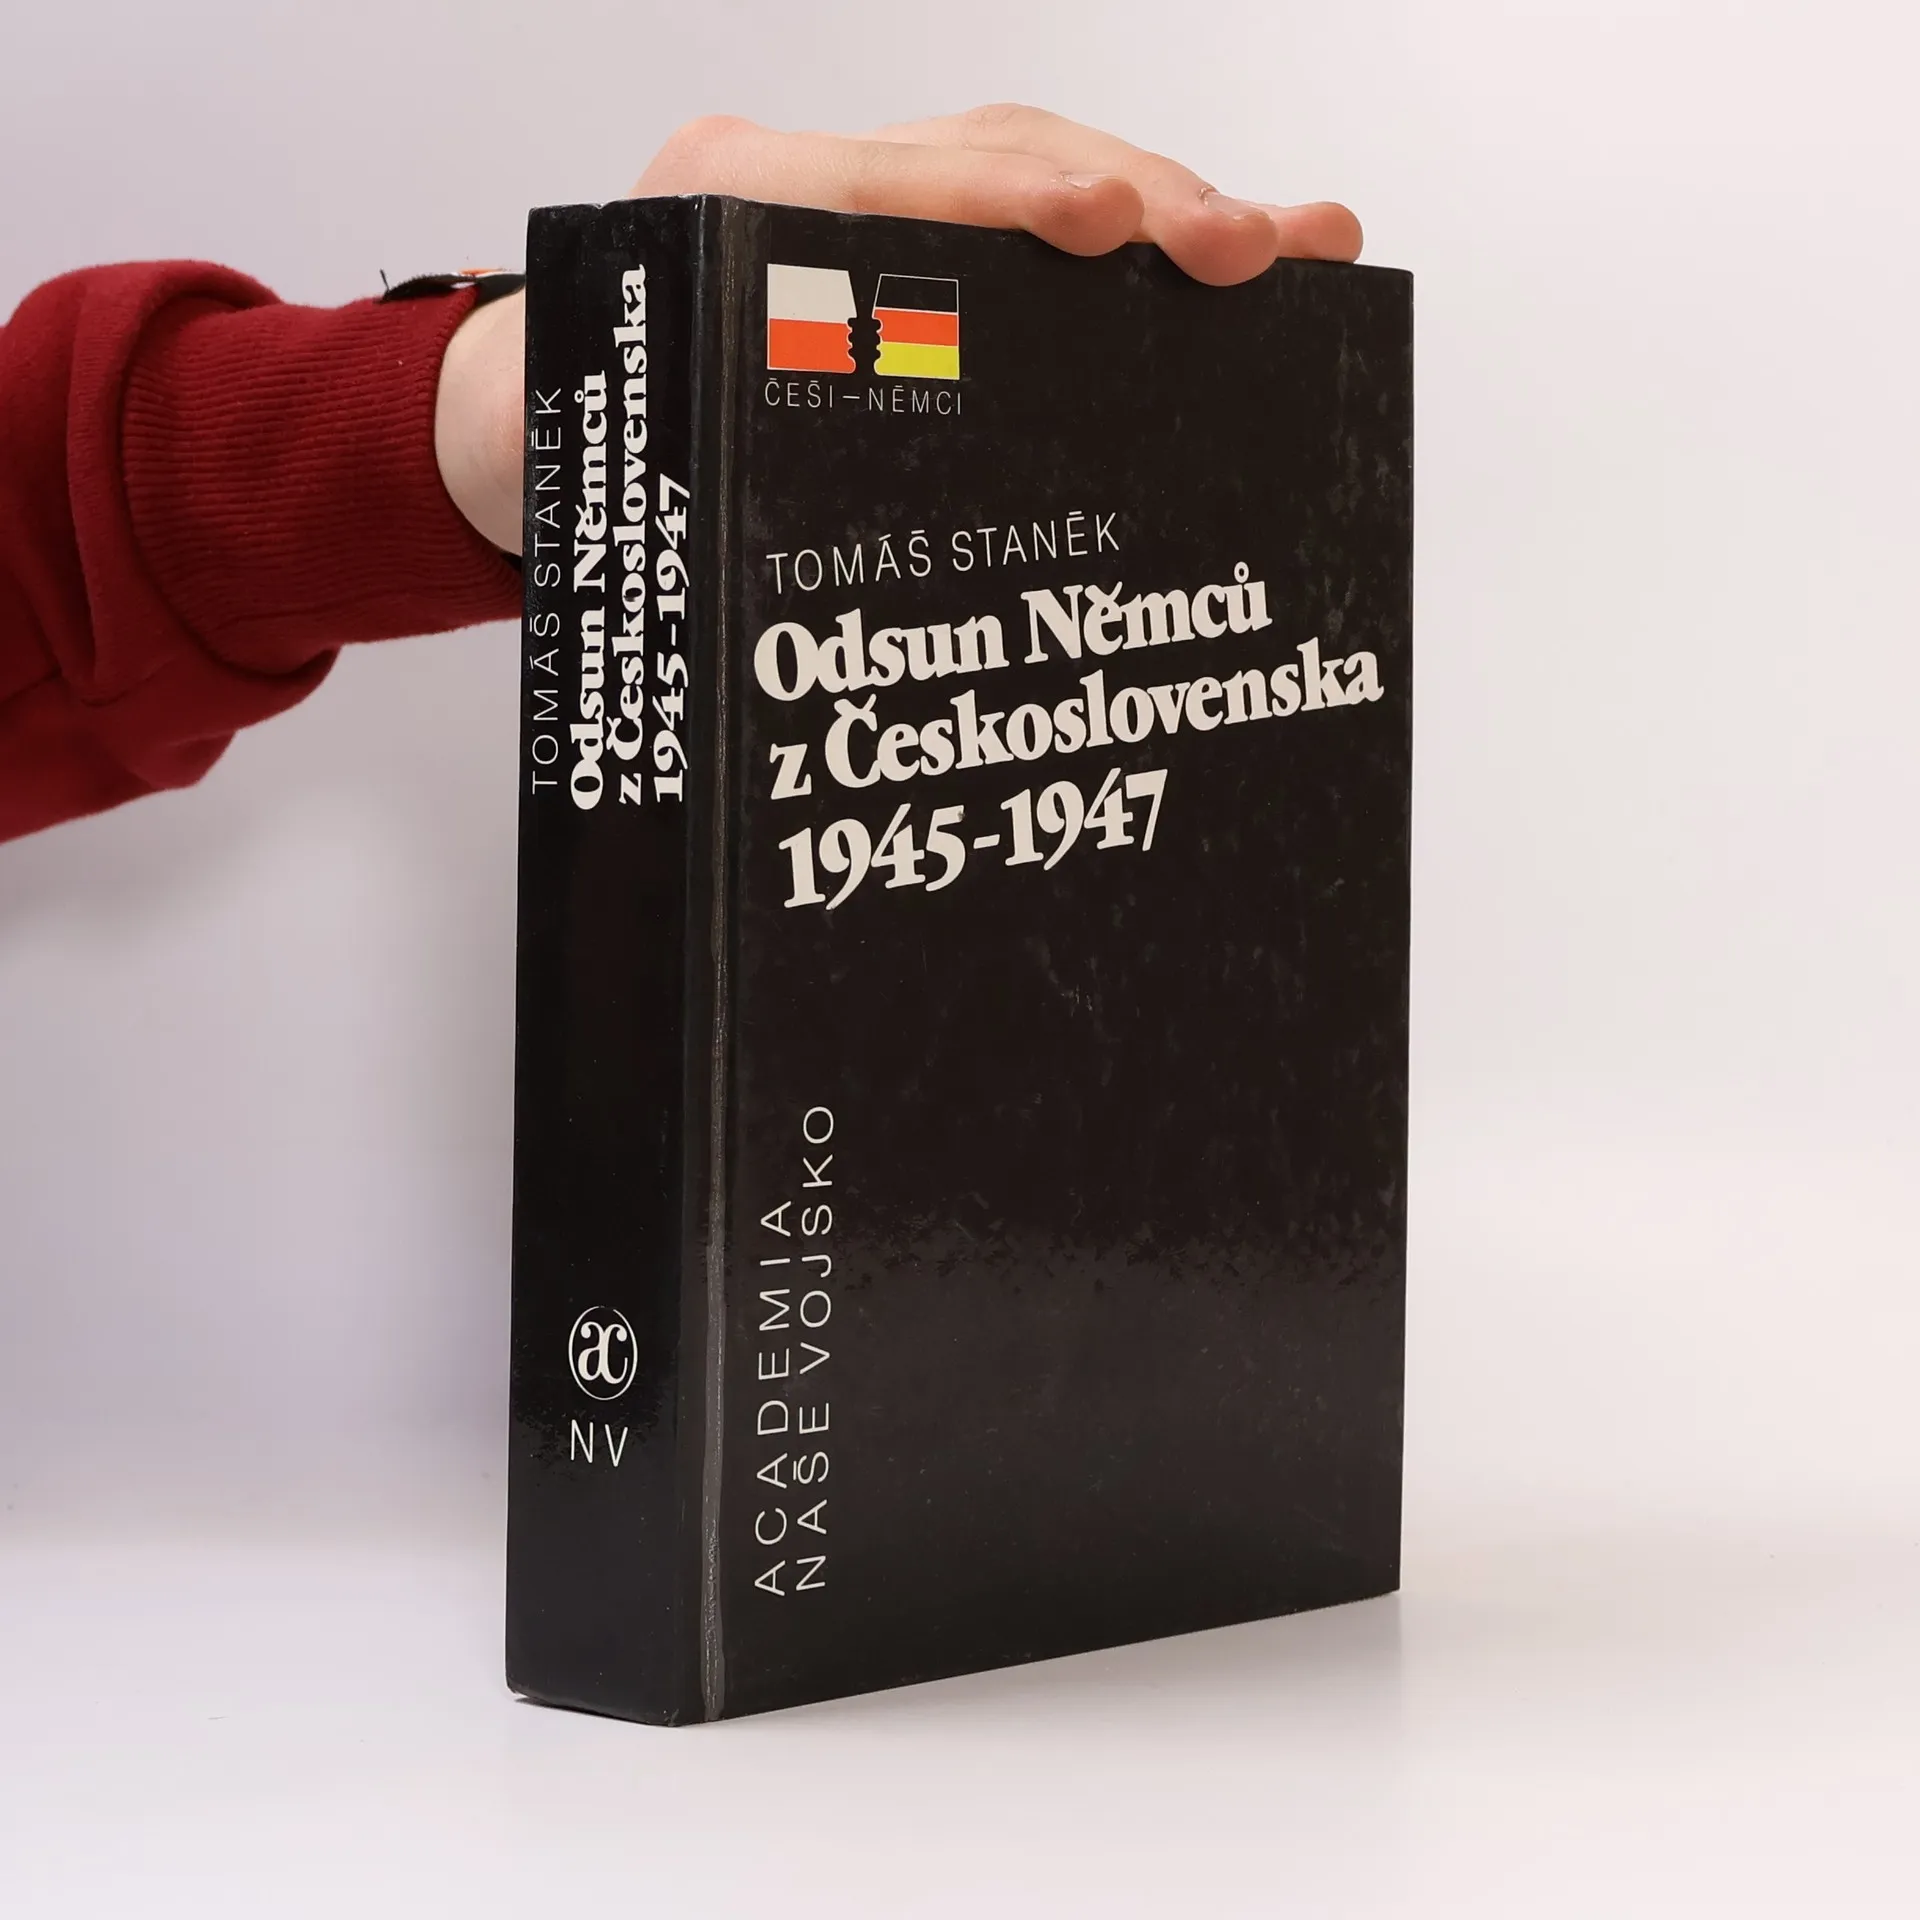 TOMÁŠ STANĚK
Odsun Němců
z Československa
1945-1947
æ
NV
ČEŠI–NĚMCI
TOMÁŠ STANĚK
Odsun Němců
z Československa
1945-1947
ACADEMIA
NAŠE VOJSKO